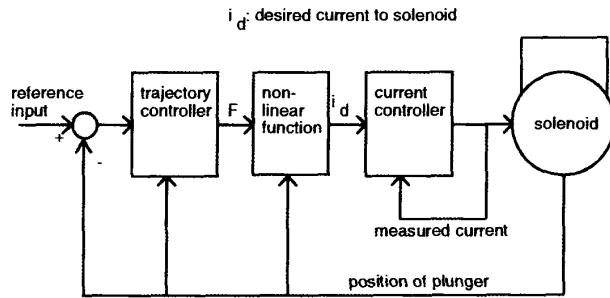 i d: desired current to solenoid
reference
input
+
-
trajectory
controller
F
non-
linear
function
i d
current
controller
solenoid
measured current
position of plunger